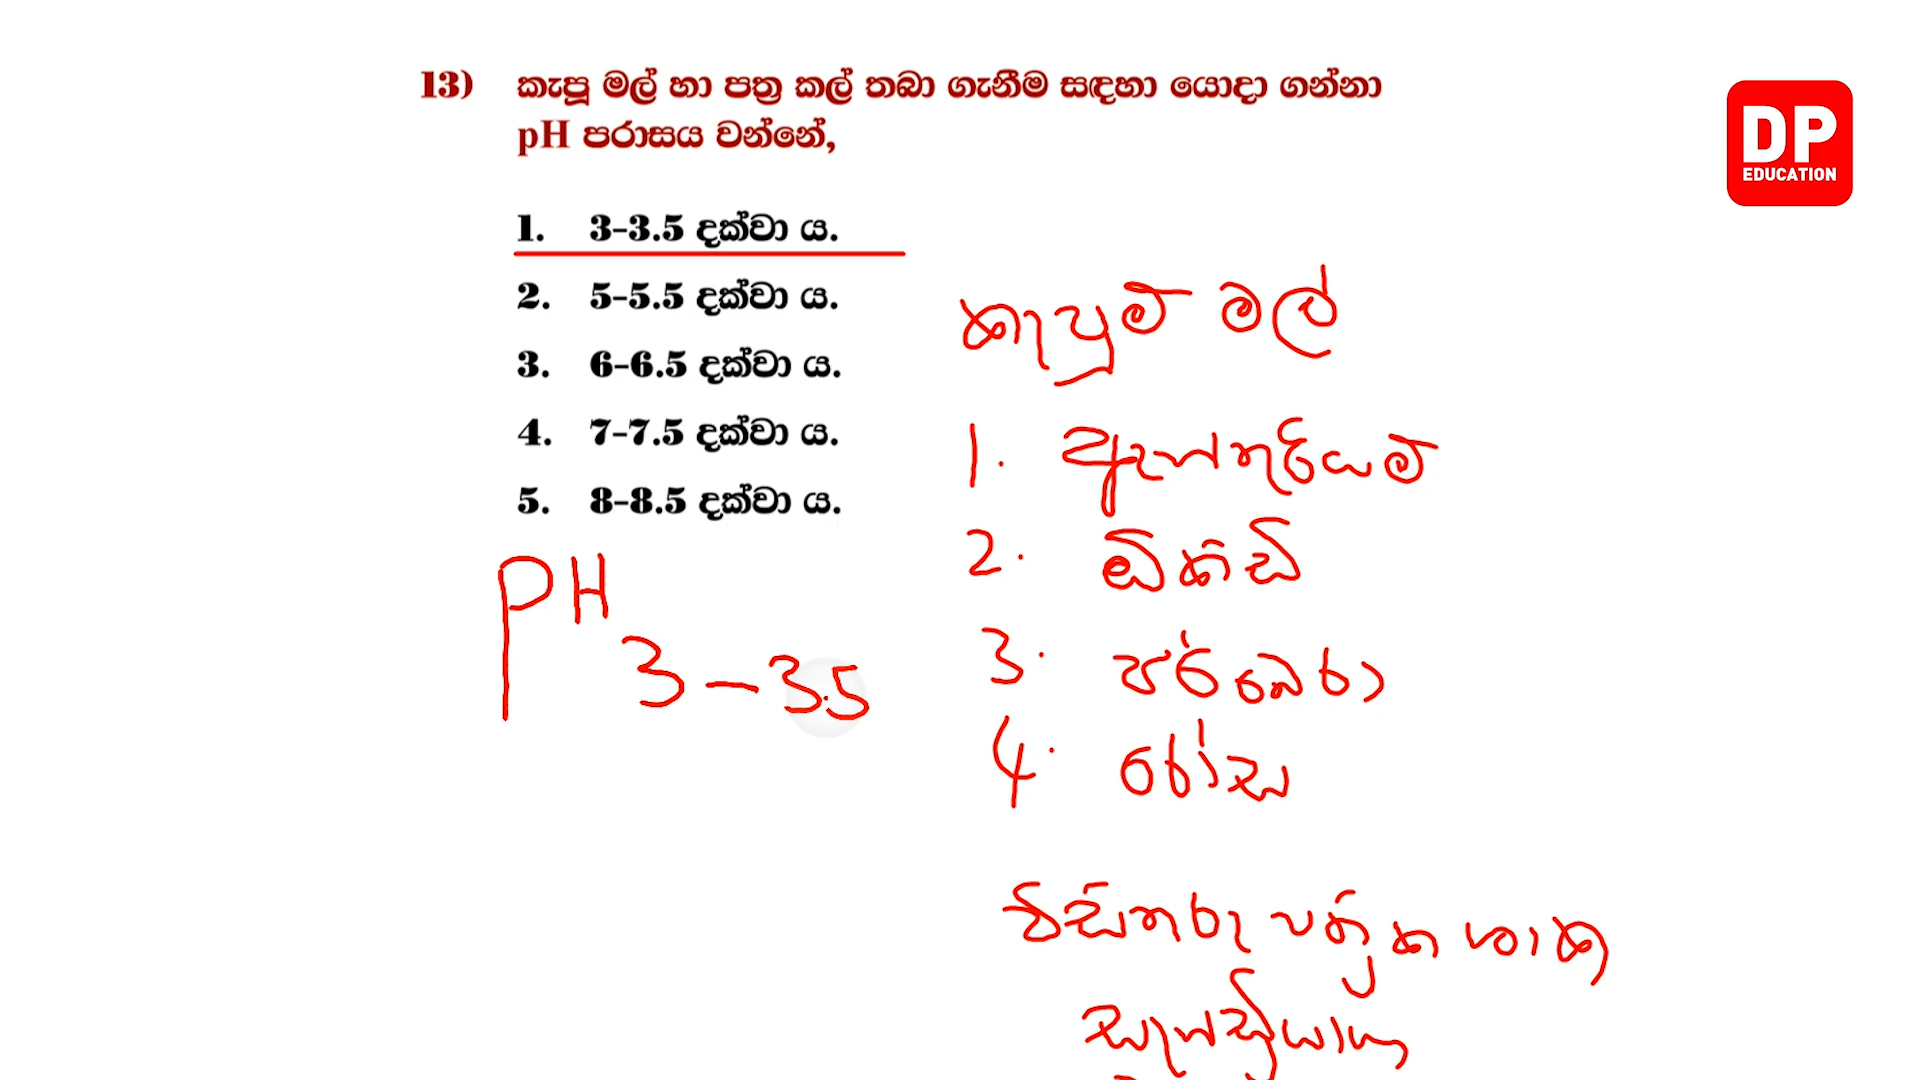 13) කැපූ මල් හා පත්‍ර කල් තබා ගැනීම සඳහා යොදා ගන්නා
pH පරාසය වන්නේ,
1. 3-3.5 දක්වා ය.
2. 5-5.5 දක්වා ය.
3. 6-6.5 දක්වා ය.
4. 7-7.5 දක්වා ය.
5. 8-8.5 දක්වා ය.
PH 3-3.5
කැපුම් මල්
1. ඇන්තූරියම්
2. ඕකිඩ්
3. ජර්බෙරා
4. රෝස
විසිතුරු පත්‍රික ශාක
DP
EDUCATION